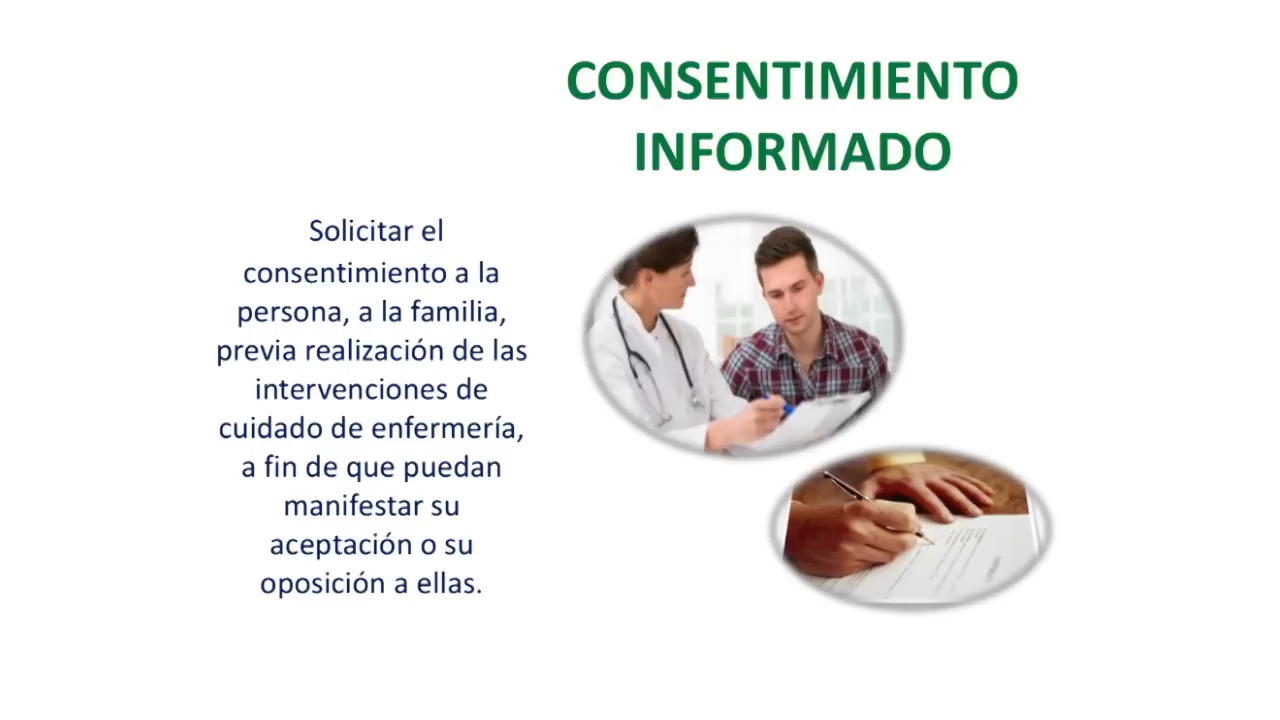 CONSENTIMIENTO
INFORMADO
Solicitar el
consentimiento a la
persona, a la familia,
previa realización de las
intervenciones de
cuidado de enfermería,
a fin de que puedan
manifestar su
aceptación o su
oposición a ellas.